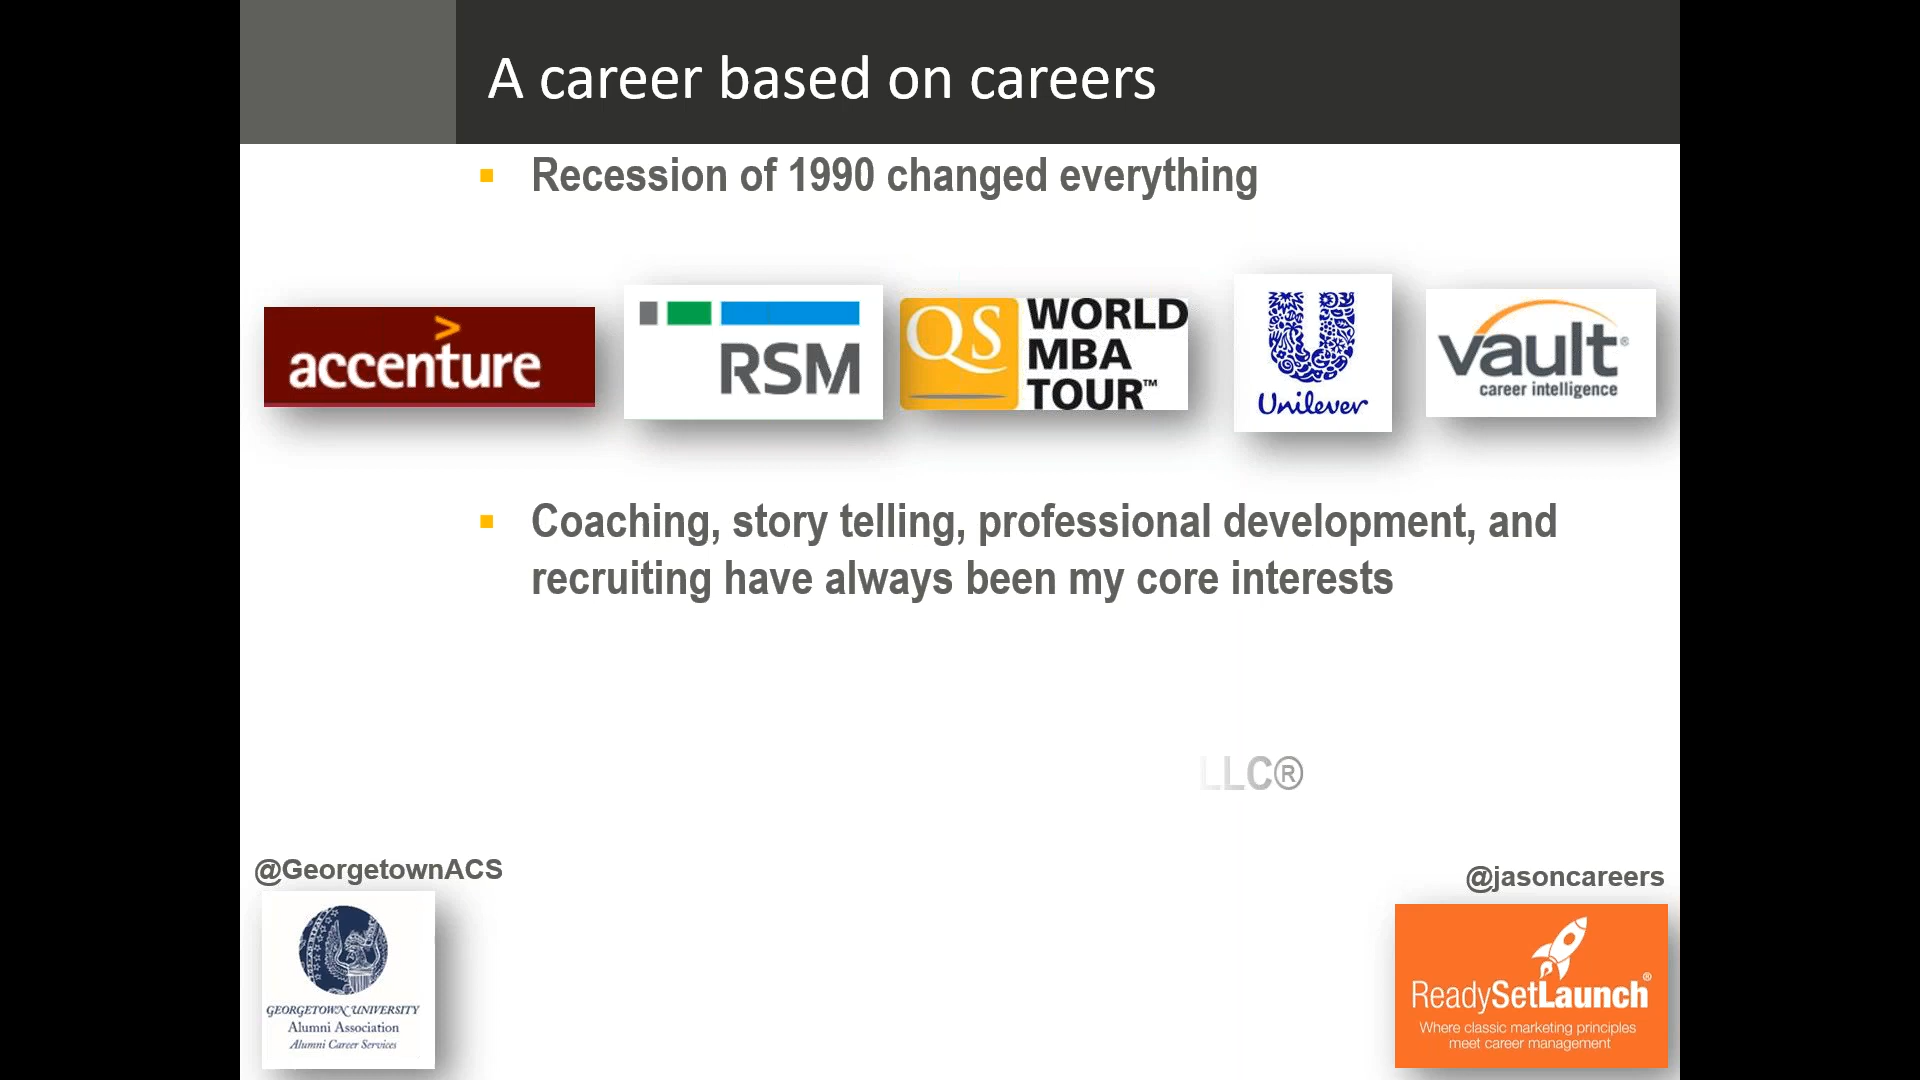 A career based on careers
Recession of 1990 changed everything
>
accenture
RSM
QS
WORLD
MBA
TOUR™
U
Unilever
vault®
career intelligence
Coaching, story telling, professional development, and
recruiting have always been my core interests
LLC®
@GeorgetownACS
GEORGETOWN UNIVERSITY
Alumni Association
Alumni Career Services
@jasoncareers
ReadySetLaunch®
Where classic marketing principles
meet career management